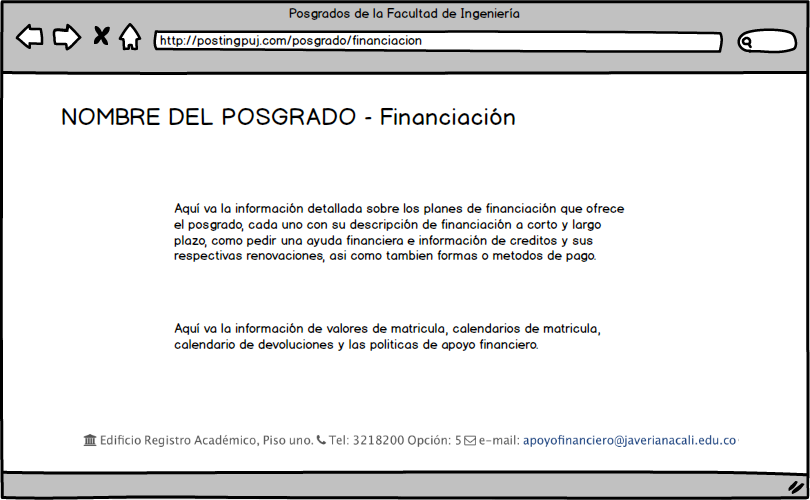 Posgrados de la Facultad de Ingeniería
http://postingpuj.com/posgrado/financiacion
NOMBRE DEL POSGRADO - Financiación
Aquí va la información detallada sobre los planes de financiación que ofrece
el posgrado, cada uno con su descripción de financiación a corto y largo
plazo, como pedir una ayuda financiera e información de creditos y sus
respectivas renovaciones, asi como tambien formas o metodos de pago.
Aquí va la información de valores de matricula, calendarios de matricula,
calendario de devoluciones y las politicas de apoyo financiero.
Edificio Registro Académico, Piso uno. Tel: 3218200 Opción: 5 e-mail: apoyofinanciero@javerianacali.edu.co